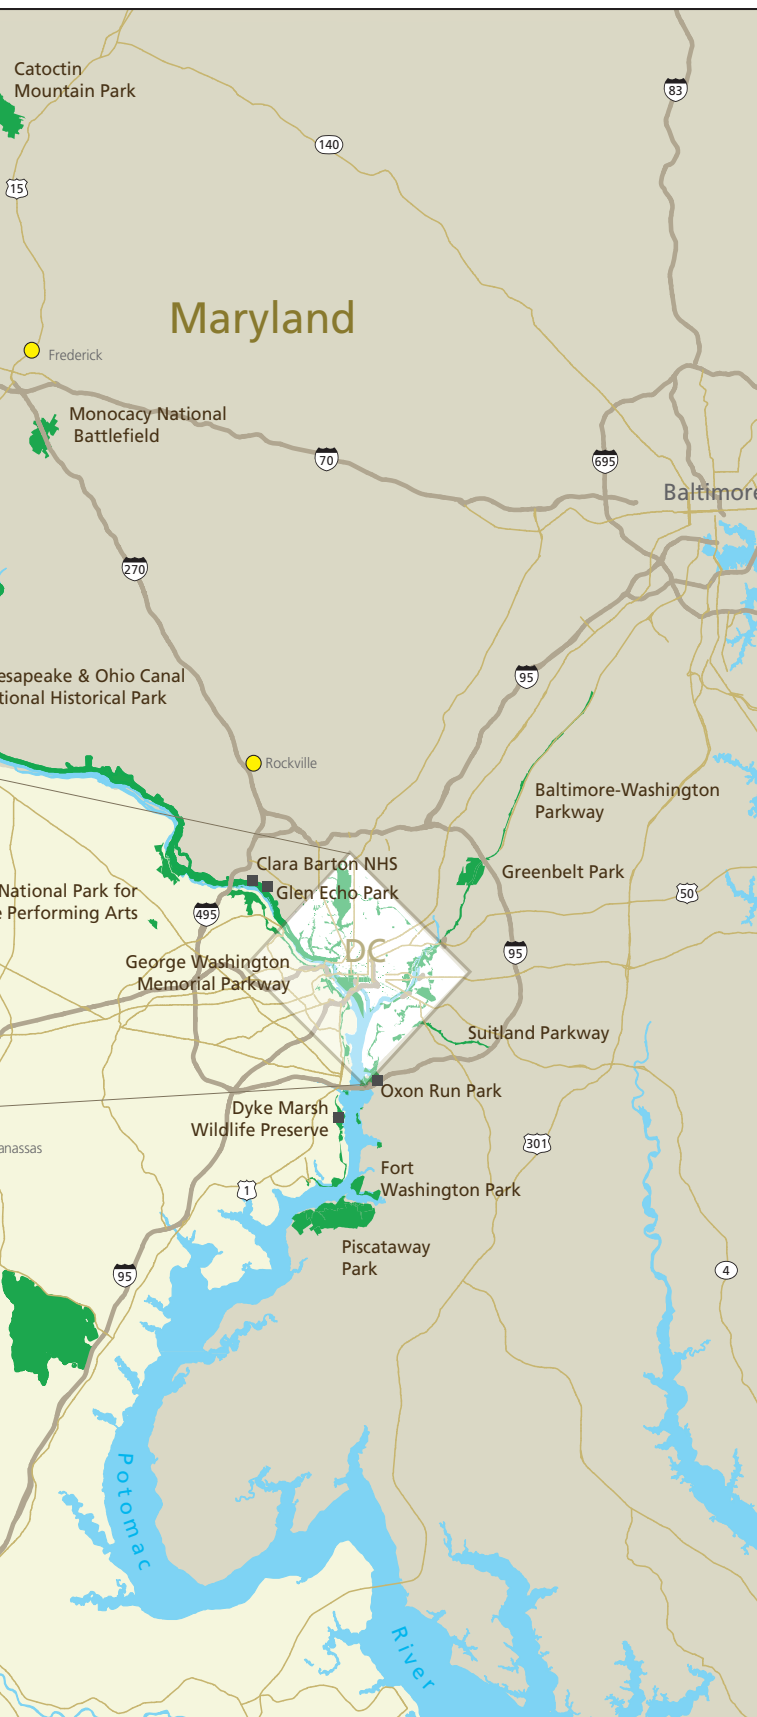 Catoctin
Mountain Park
83
140
15
Maryland
Frederick
Monocacy National
Battlefield
70
695
Baltimore
270
esapeake & Ohio Canal
tional Historical Park
95
Rockville
Baltimore-Washington
Parkway
Clara Barton NHS
Greenbelt Park
National Park for
e Performing Arts
Glen Echo Park
50
495
DC
95
George Washington
Memorial Parkway
Suitland Parkway
Oxon Run Park
Dyke Marsh
Wildlife Preserve
anassas
301
Fort
Washington Park
1
Piscataway
Park
95
4
Potomac
River